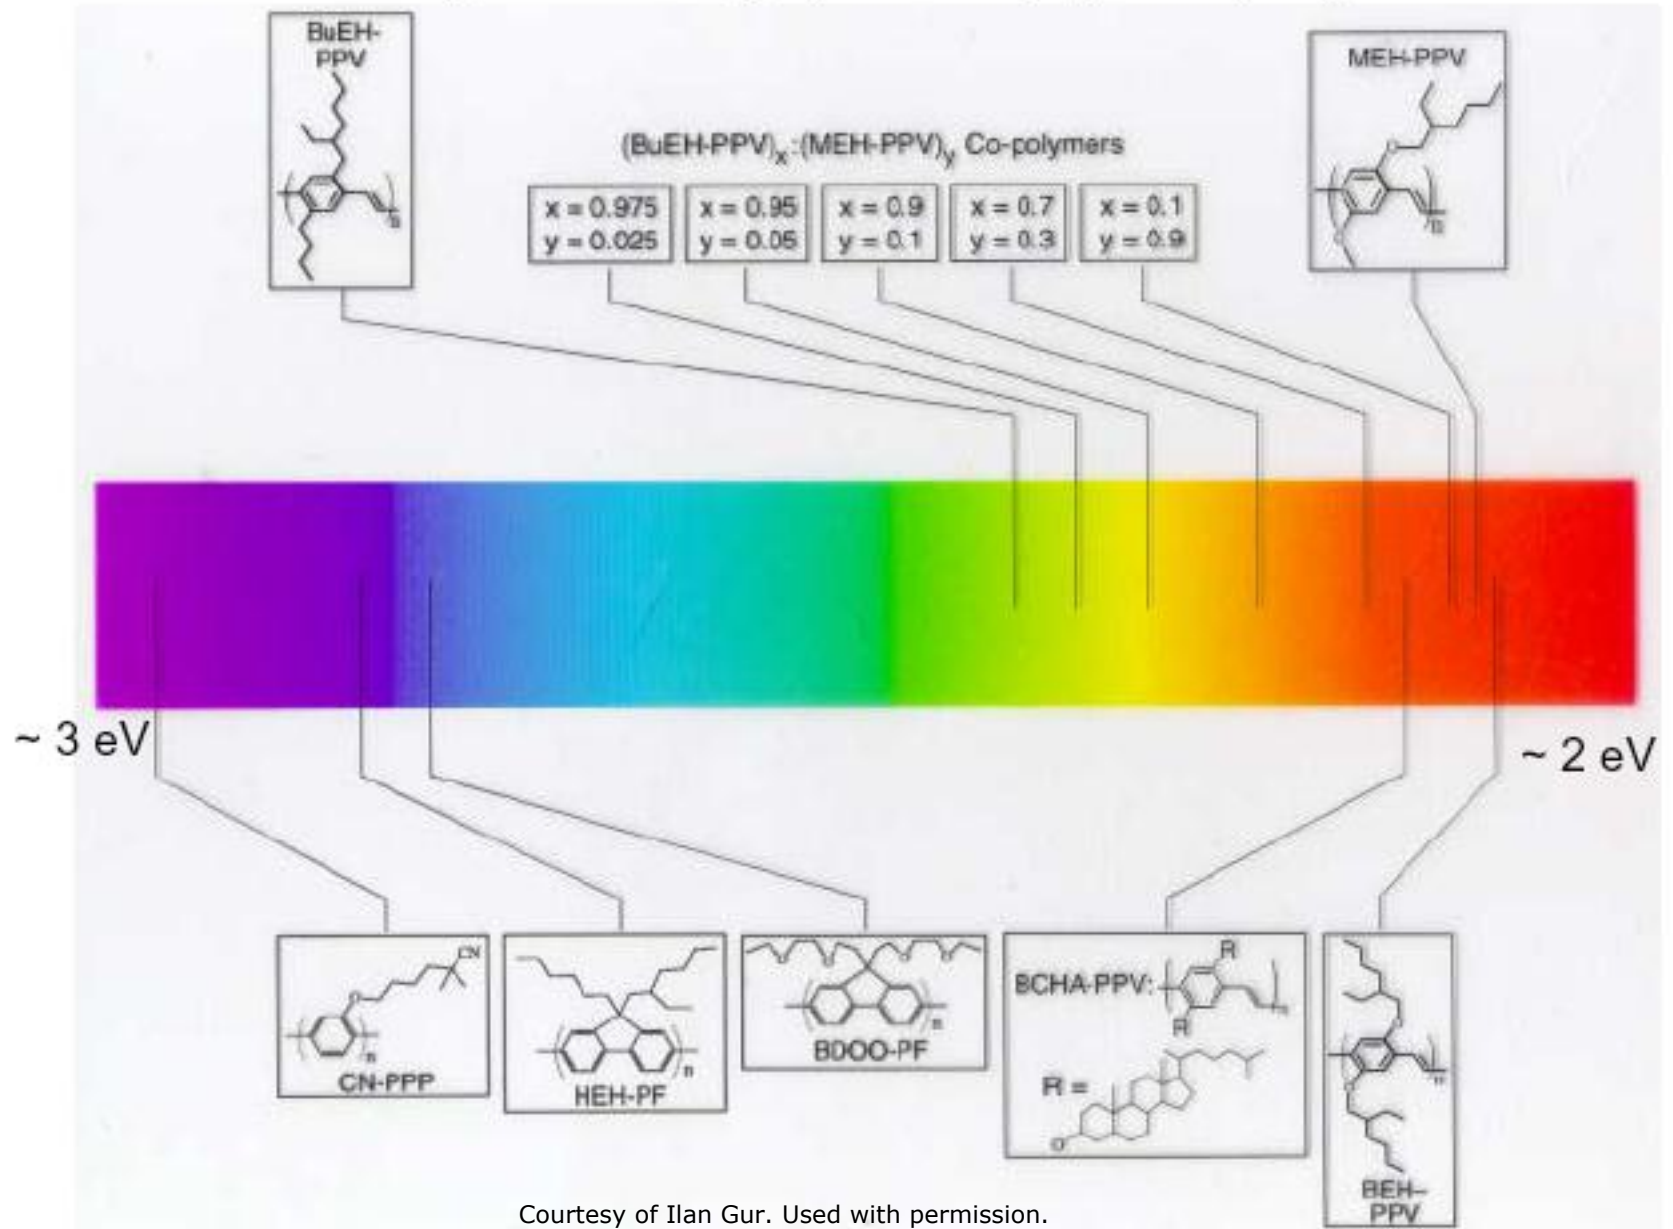 BuEH-
PPV
MEH-PPV
(BuEH-PPV)x:(MEH-PPV)y Co-polymers
x = 0.975
y = 0.025
x = 0.95
y = 0.05
x = 0.9
y = 0.1
x = 0.7
y = 0.3
x = 0.1
y = 0.9
O
n
n
~ 3 eV
~ 2 eV
CN
O
n
CN-PPP
n
HEH-PF
O O O O
n
BDOO-PF
BCHA-PPV:
R
R
n
R =
O
O
n
O
BEH-
PPV
Courtesy of Ilan Gur. Used with permission.